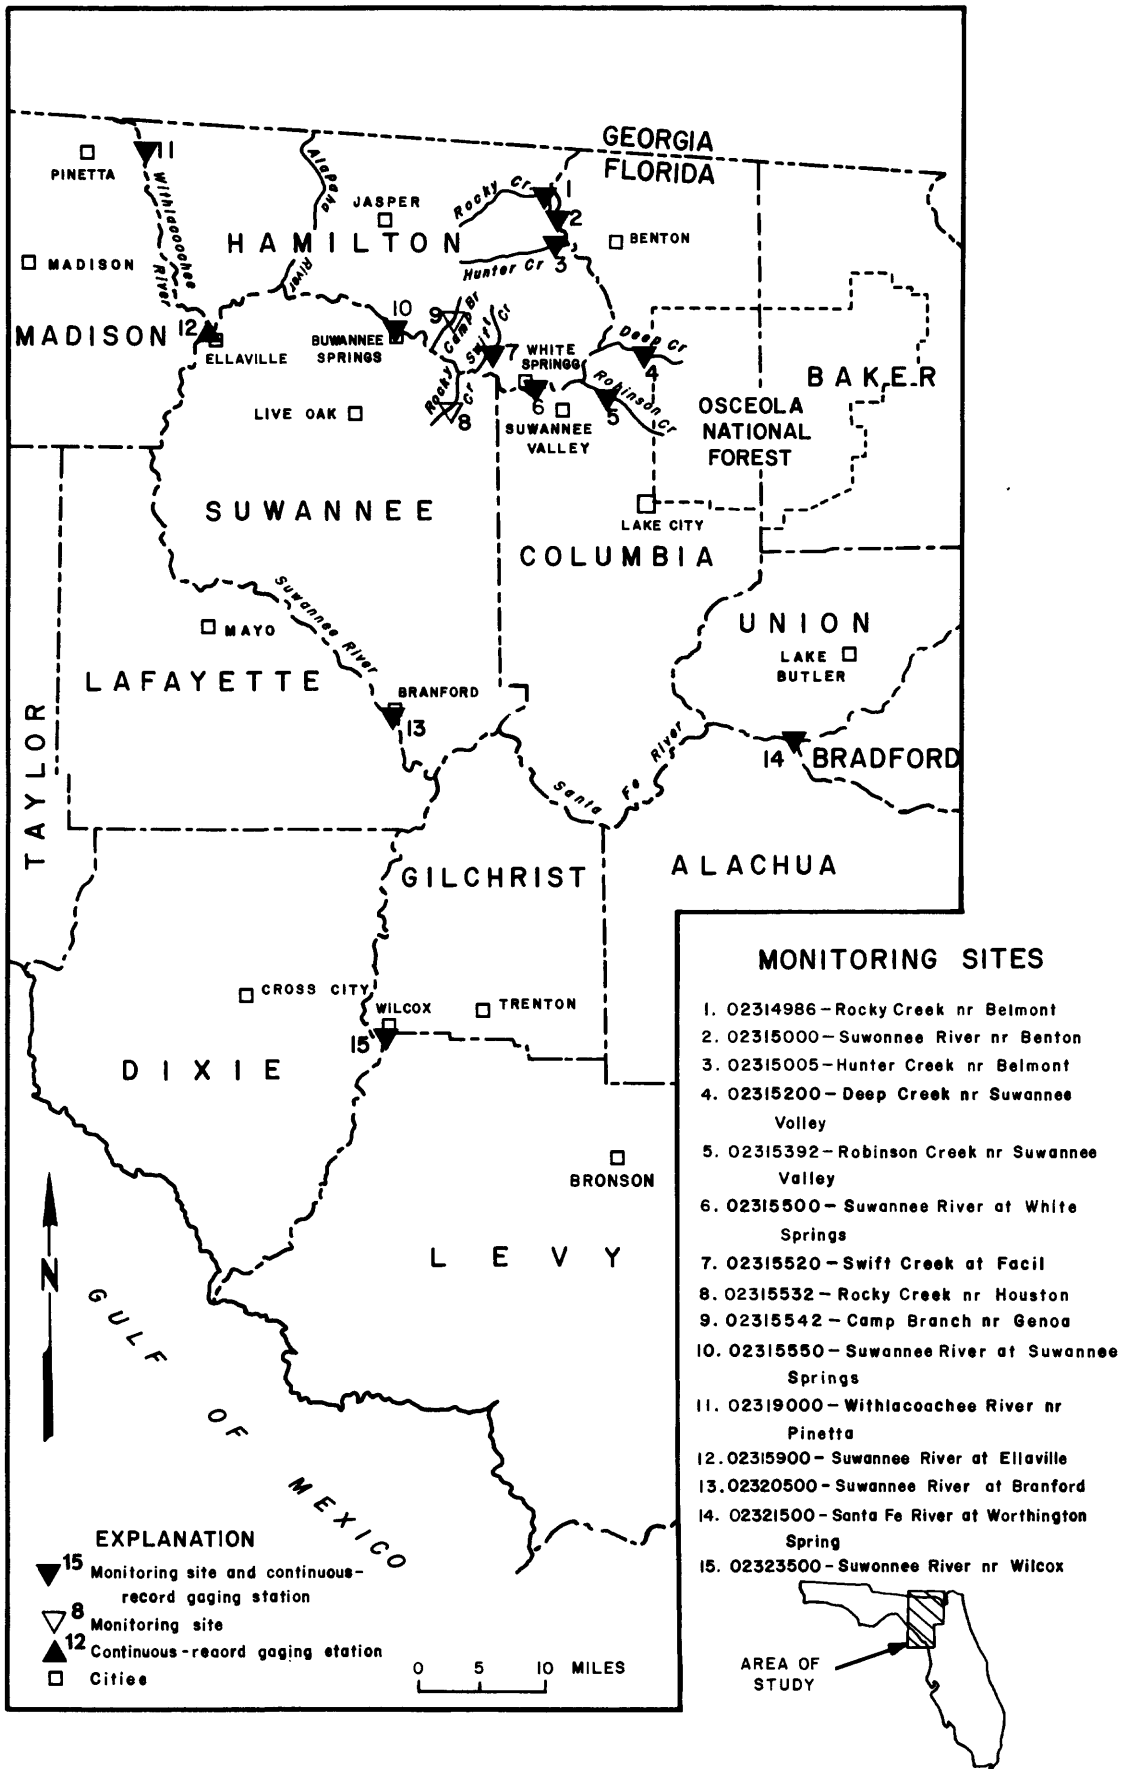 GEORGIA
FLORIDA
11
PINETTA
Withlacoochee
River
Alapaha
River
JASPER
Rocky Cr
1
2
3
HAMILTON
BENTON
Hunter Cr
MADISON
MADISON
12
ELLAVILLE
10
BUWANNEE
SPRINGS
9
Camp Br
Swift Cr
7
WHITE
SPRINGG
Deep Cr
4
BAKER
Rocky Cr
8
6
Robinson Cr
5
LIVE OAK
SUWANNEE
VALLEY
OSCEOLA
NATIONAL
FOREST
SUWANNEE
LAKE CITY
COLUMBIA
Suwannee River
MAYO
UNION
LAKE
BUTLER
LAFAYETTE
BRANFORD
13
TAYLOR
Santa Fe River
14
BRADFORD
GILCHRIST
ALACHUA
CROSS CITY
WILCOX
TRENTON
15
DIXIE
BRONSON
LEVY
N
GULF OF MEXICO
MONITORING SITES
1. 02314986-Rocky Creek nr Belmont
2. 02315000-Suwonnee River nr Benton
3. 02315005-Hunter Creek nr Belmont
4. 02315200-Deep Creek nr Suwannee
Volley
5. 02315392-Robinson Creek nr Suwannee
Valley
6. 02315500-Suwannee River at White
Springs
7. 02315520-Swift Creek at Facil
8. 02315532-Rocky Creek nr Houston
9. 02315542-Camp Branch nr Genoa
10. 02315550-Suwannee River at Suwannee
Springs
11. 02319000-Withlacoachee River nr
Pinetta
12. 02315900-Suwannee River at Ellaville
13. 02320500-Suwannee River at Branford
14. 02321500-Santa Fe River at Worthington
Spring
15. 02323500-Suwonnee River nr Wilcox
EXPLANATION
15 Monitoring site and continuous-
record gaging station
8 Monitoring site
12 Continuous-record gaging station
Cities
0 5 10 MILES
AREA OF
STUDY